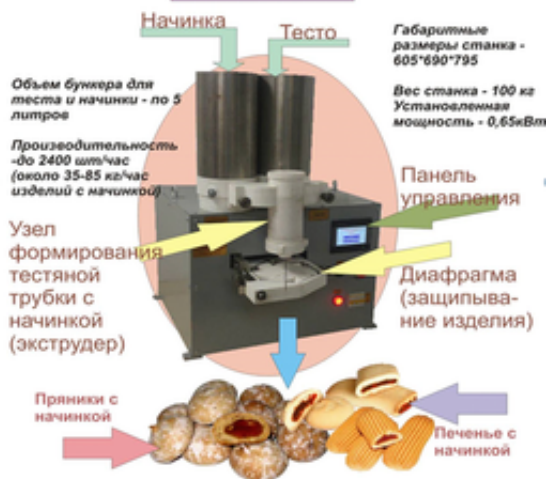 Начинка
Тесто
Габаритные
размеры станка -
605*690*795
Вес станка - 100 кг
Установленная
мощность - 0,65кВт
Объем бункера для
теста и начинки - по 5
литров
Производительность
-до 2400 шт/час
(около 35-85 кг/час
изделий с начинкой)
Панель
управления
Узел
формирования
тестяной
трубки с
начинкой
(экструдер)
Диафрагма
(защипыва-
ние изделия)
Пряники с
начинкой
Печенье с
начинкой